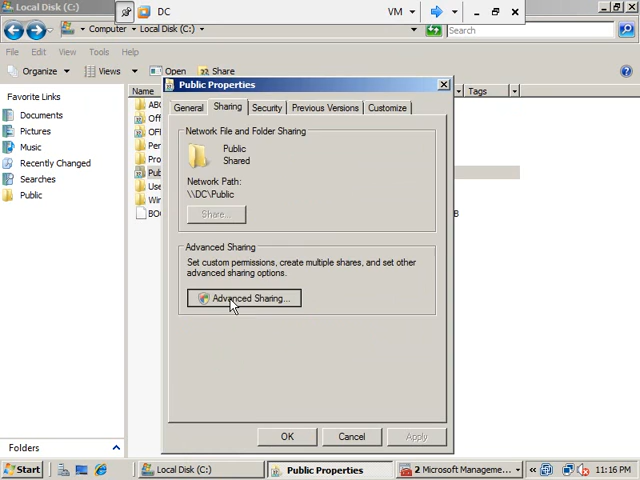 Local Disk (C:)
DC
VM
Computer
Local Disk (C:)
Search
File
Edit
View
Tools
Help
Organize
Views
Open
Share
Favorite Links
Documents
Pictures
Music
Recently Changed
Searches
Public
Folders
Name
Tags
Public Properties
General
Sharing
Security
Previous Versions
Customize
Network File and Folder Sharing
Public
Shared
Network Path:
\\DC\Public
Share...
Advanced Sharing
Set custom permissions, create multiple shares, and set other
advanced sharing options.
Advanced Sharing...
OK
Cancel
Apply
Start
Local Disk (C:)
Public Properties
2 Microsoft Manageme...
11:16 PM